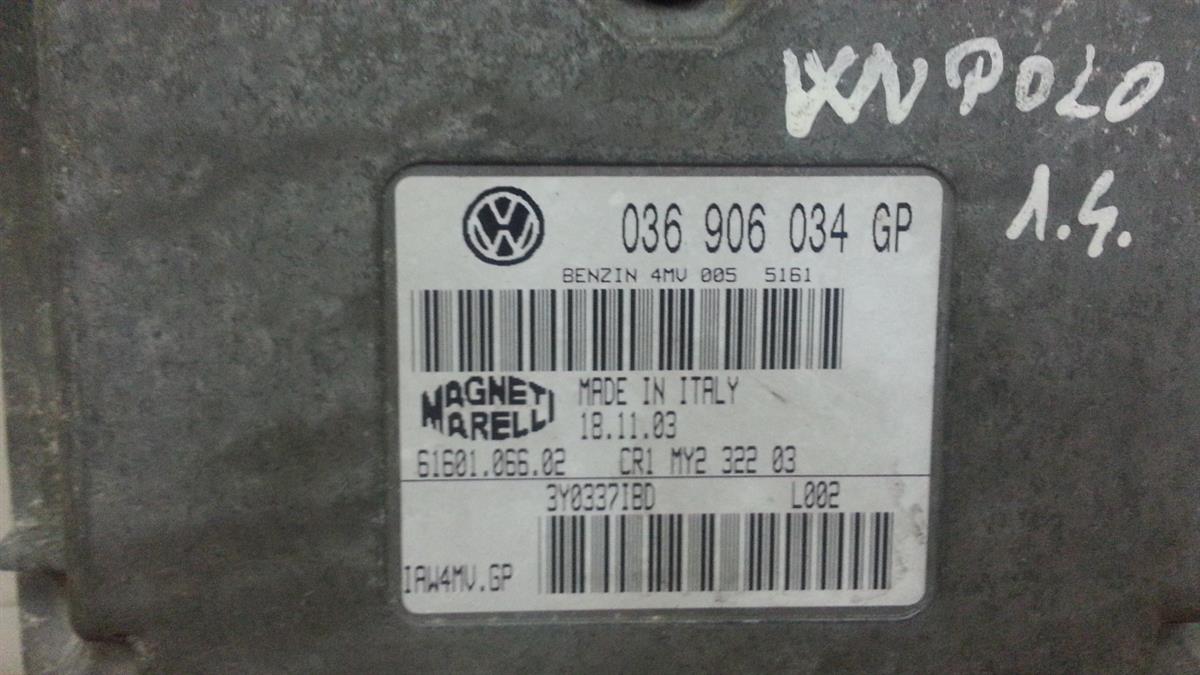 VW POLO
1.4.
036 906 034 GP
BENZIN 4MV 005 5161
MAGNETI
MARELLI
MADE IN ITALY
18.11.03
61601.066.02 CR1 MY2 322 03
3Y0337IBD L002
IAW4MV.GP